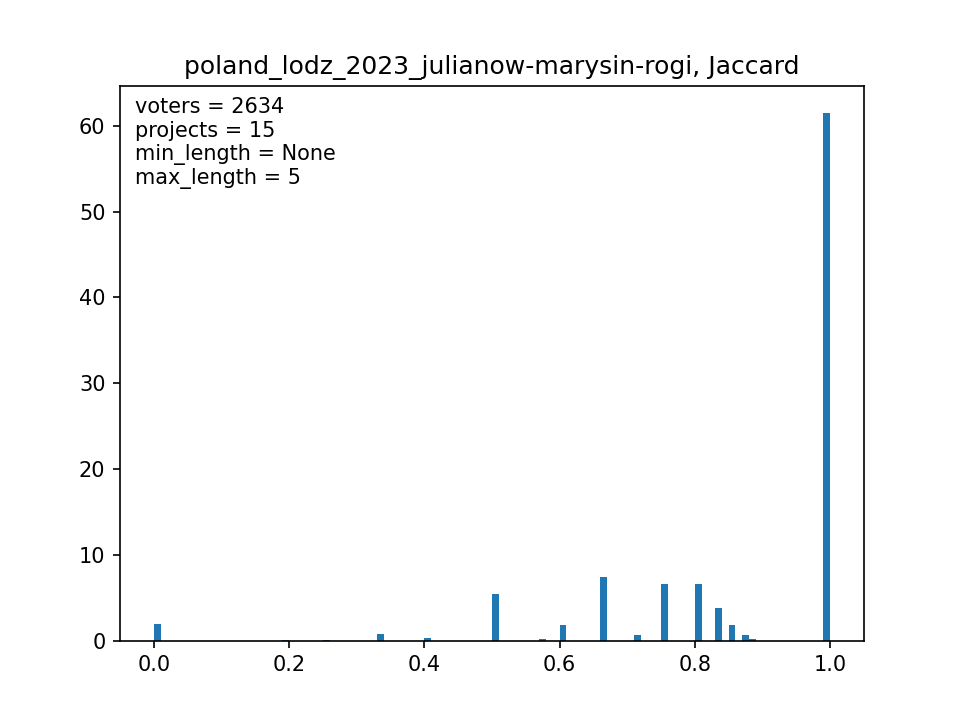 poland_lodz_2023_julianow-marysin-rogi, Jaccard
voters = 2634
projects = 15
min_length = None
max_length = 5
60
50
40
30
20
10
0
0.0 0.2 0.4 0.6 0.8 1.0